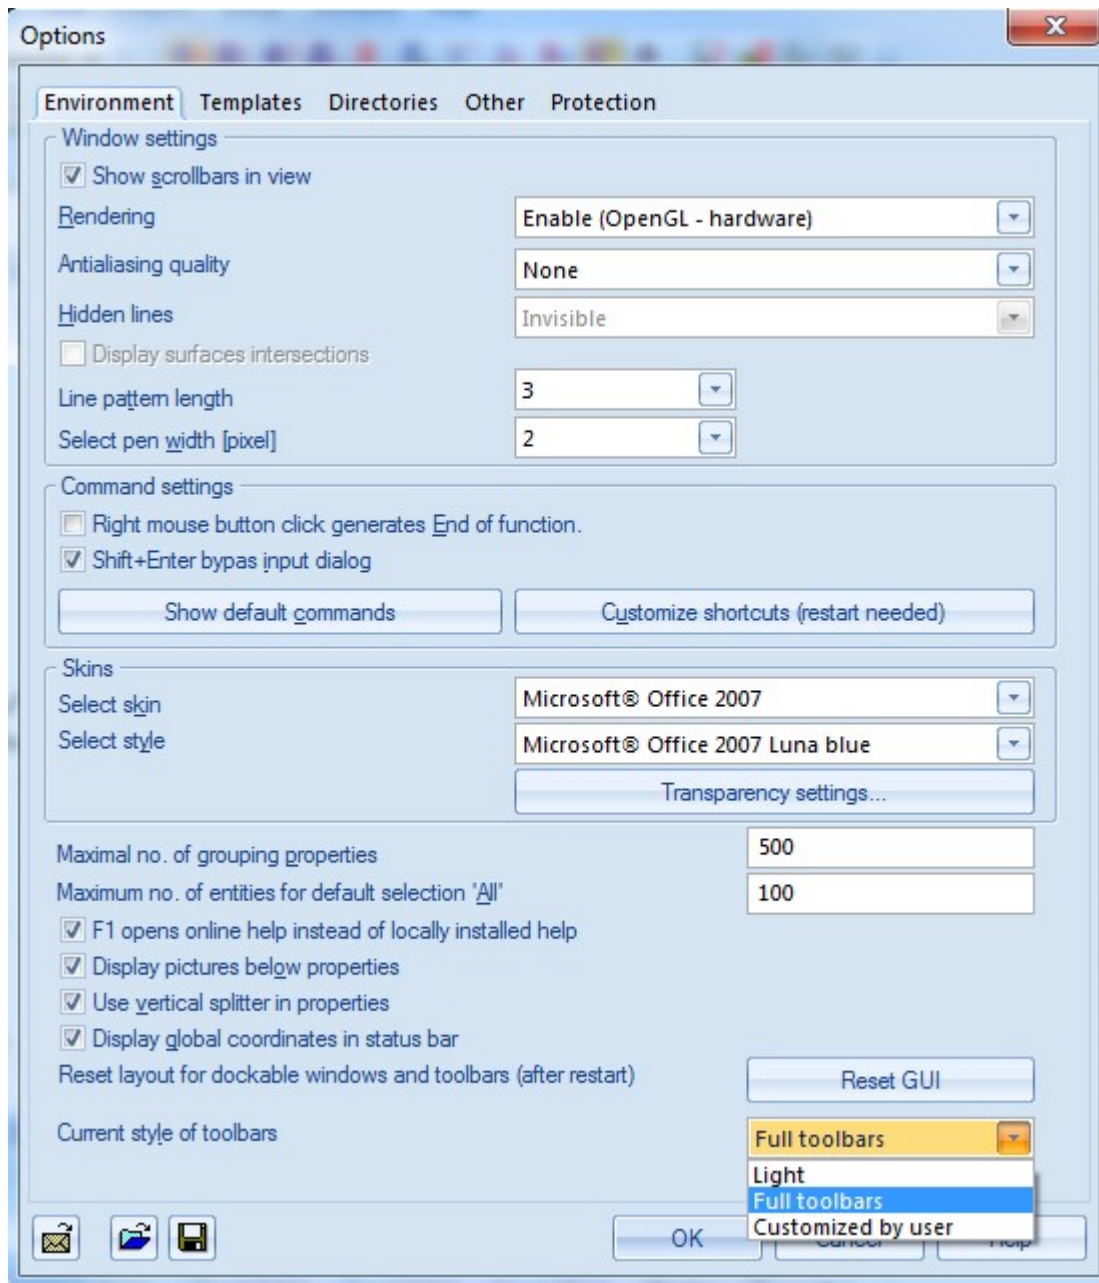 Options
Environment Templates Directories Other Protection
Window settings
Show scrollbars in view
Rendering Enable (OpenGL - hardware)
Antialiasing quality None
Hidden lines Invisible
Display surfaces intersections
Line pattern length 3
Select pen width [pixel] 2
Command settings
Right mouse button click generates End of function.
Shift+Enter bypas input dialog
Show default commands Customize shortcuts (restart needed)
Skins
Select skin Microsoft® Office 2007
Select style Microsoft® Office 2007 Luna blue
Transparency settings...
Maximal no. of grouping properties 500
Maximum no. of entities for default selection 'All' 100
F1 opens online help instead of locally installed help
Display pictures below properties
Use vertical splitter in properties
Display global coordinates in status bar
Reset layout for dockable windows and toolbars (after restart) Reset GUI
Current style of toolbars Full toolbars
Light
Full toolbars
Customized by user
OK